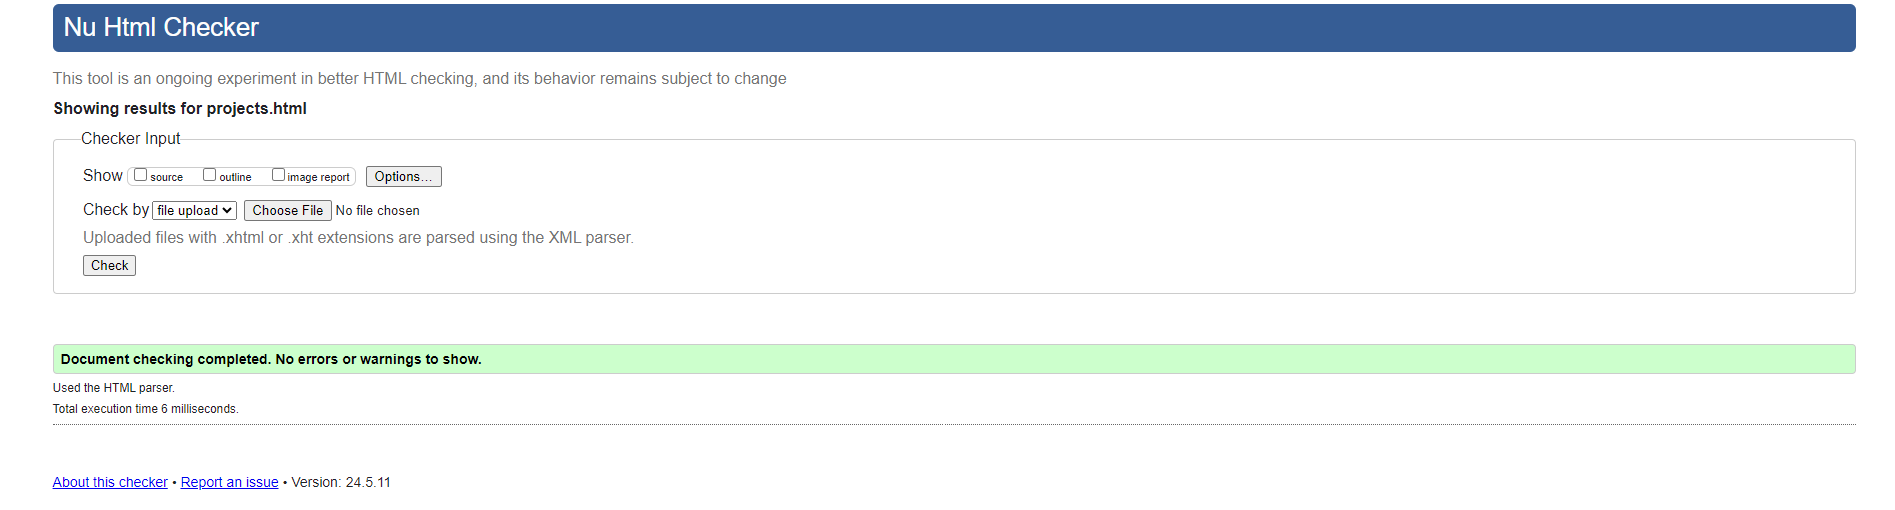 Nu Html Checker
This tool is an ongoing experiment in better HTML checking, and its behavior remains subject to change
Showing results for projects.html
Checker Input
Show source outline image report Options...
Check by file upload Choose File No file chosen
Uploaded files with .xhtml or .xht extensions are parsed using the XML parser.
Check
Document checking completed. No errors or warnings to show.
Used the HTML parser.
Total execution time 6 milliseconds.
About this checker • Report an issue • Version: 24.5.11